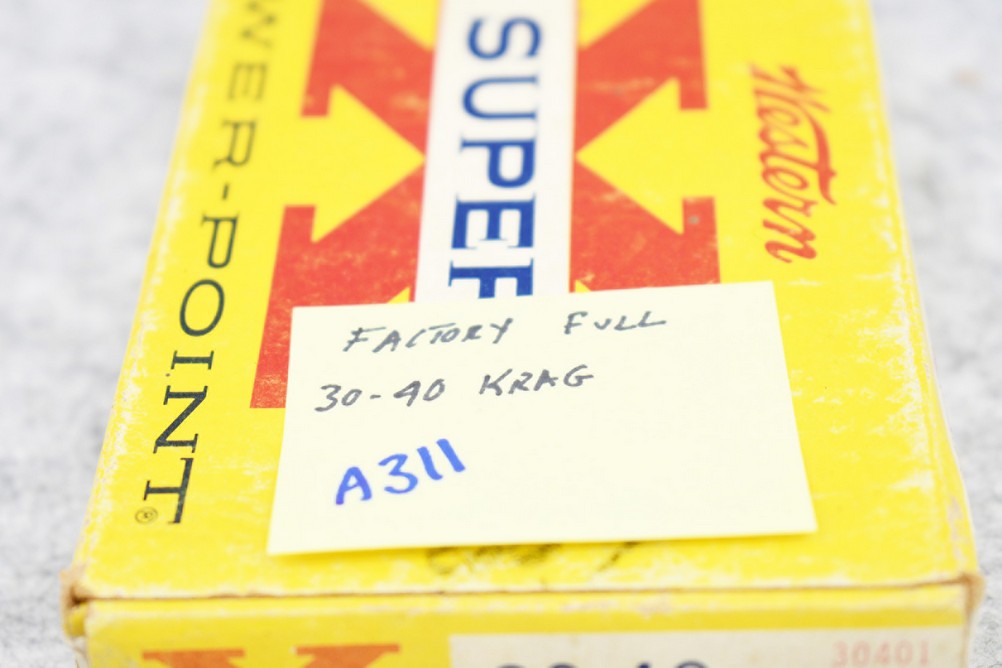 WER-POINT®
SUPER
Western
FACTORY FULL
30-40 KRAG
A311
30401